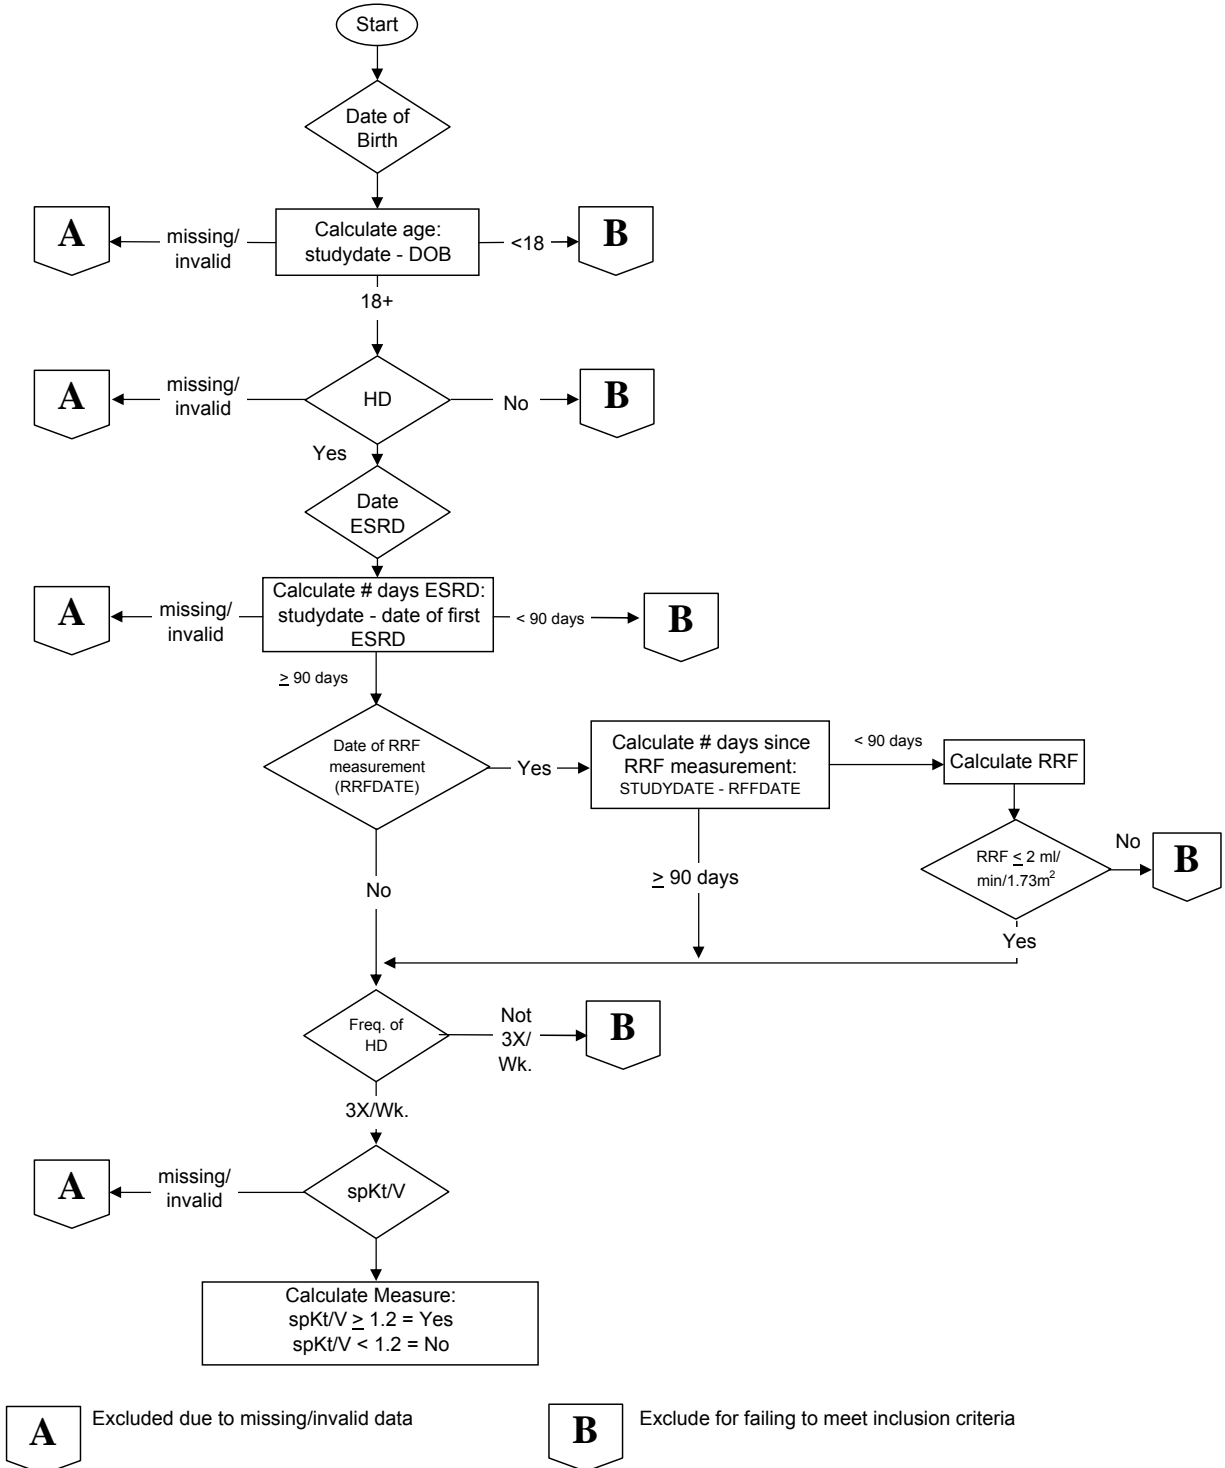 Start
Date of
Birth
A
missing/
invalid
Calculate age:
studydate - DOB
<18
B
18+
A
missing/
invalid
HD
No
B
Yes
Date
ESRD
A
missing/
invalid
Calculate # days ESRD:
studydate - date of first
ESRD
< 90 days
B
≥ 90 days
Date of RRF
measurement
(RRFDATE)
Yes
Calculate # days since
RRF measurement:
STUDYDATE - RFFDATE
< 90 days
Calculate RRF
RRF ≤ 2 ml/
min/1.73m²
No
B
No
≥ 90 days
Yes
Freq. of
HD
Not
3X/
Wk.
B
3X/Wk.
A
missing/
invalid
spKt/V
Calculate Measure:
spKt/V ≥ 1.2 = Yes
spKt/V < 1.2 = No
A
Excluded due to missing/invalid data
B
Exclude for failing to meet inclusion criteria